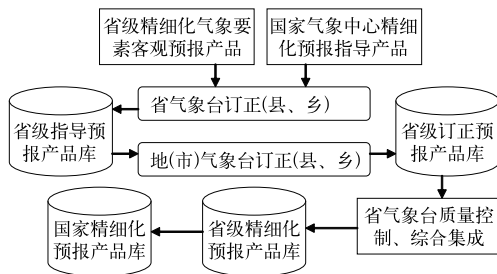 省级精细化气象要
素客观预报产品
国家气象中心精细
化预报指导产品
省气象台订正(县、乡)
省级指导预
报产品库
地(市)气象台订正(县、乡)
省级订正预
报产品库
国家精细化
预报产品库
省级精细化
预报产品库
省气象台质量控
制、综合集成